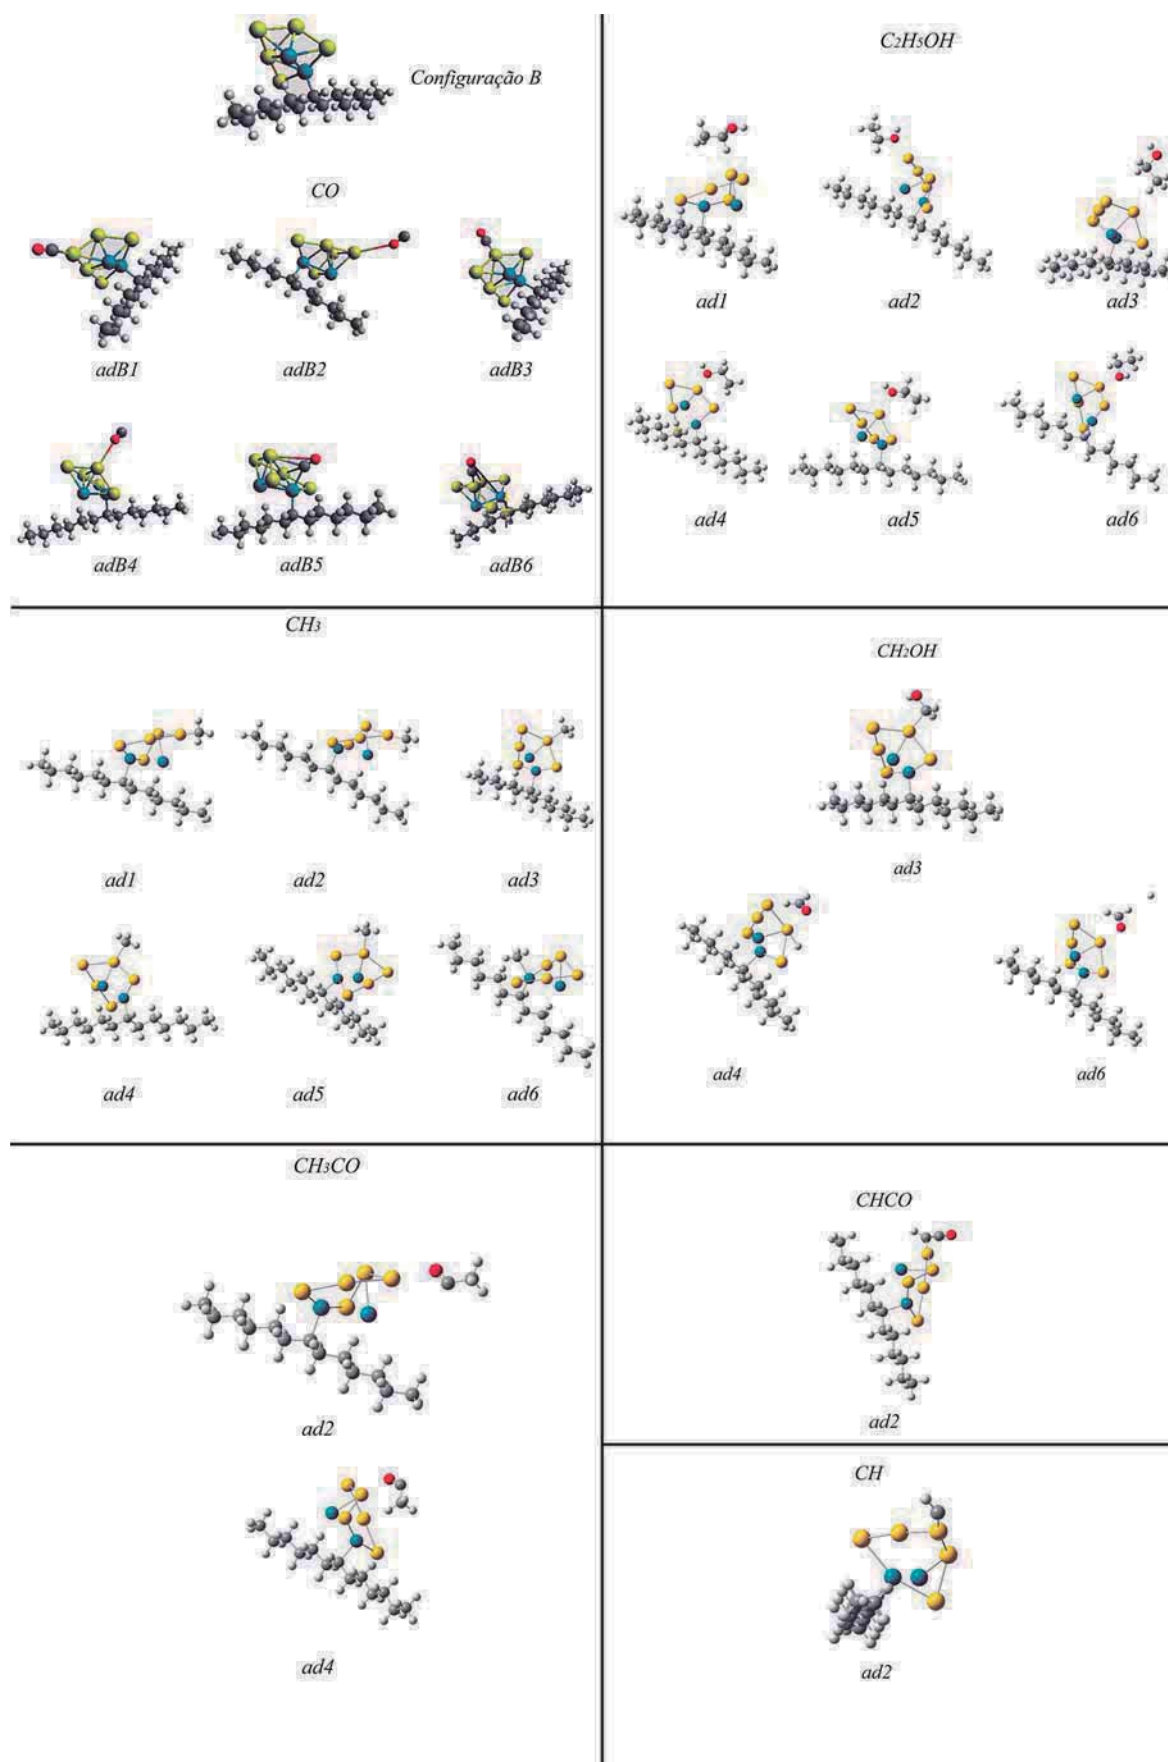 Configuração B
CO
adB1
adB2
adB3
adB4
adB5
adB6
C₂H₅OH
ad1
ad2
ad3
ad4
ad5
ad6
CH₃
ad1
ad2
ad3
ad4
ad5
ad6
CH₂OH
ad3
ad4
ad6
CH₃CO
ad2
ad4
CHCO
ad2
CH
ad2